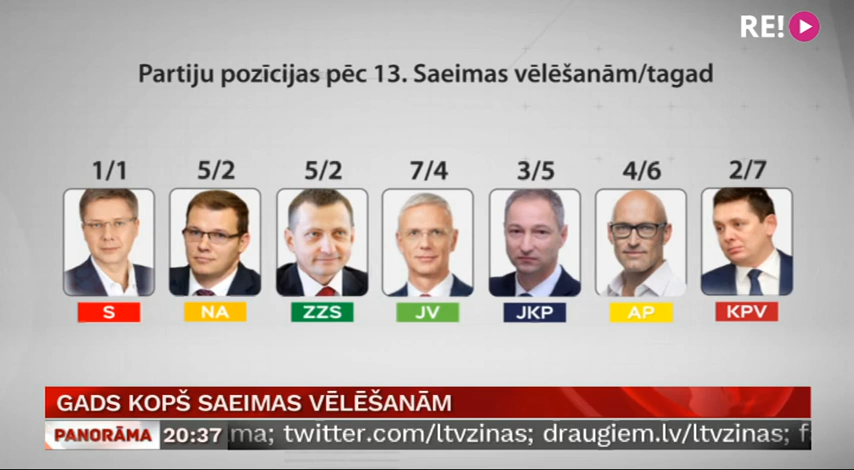 RE!
Partiju pozīcijas pēc 13. Saeimas vēlēšanām/tagad
1/1 5/2 5/2 7/4 3/5 4/6 2/7
S NA ZZS JV JKP AP KPV
GADS KOPŠ SAEIMAS VĒLĒŠANĀM
PANORĀMA 20:37 ma; twitter.com/ltvzinas; draugiem.lv/ltvzinas; f